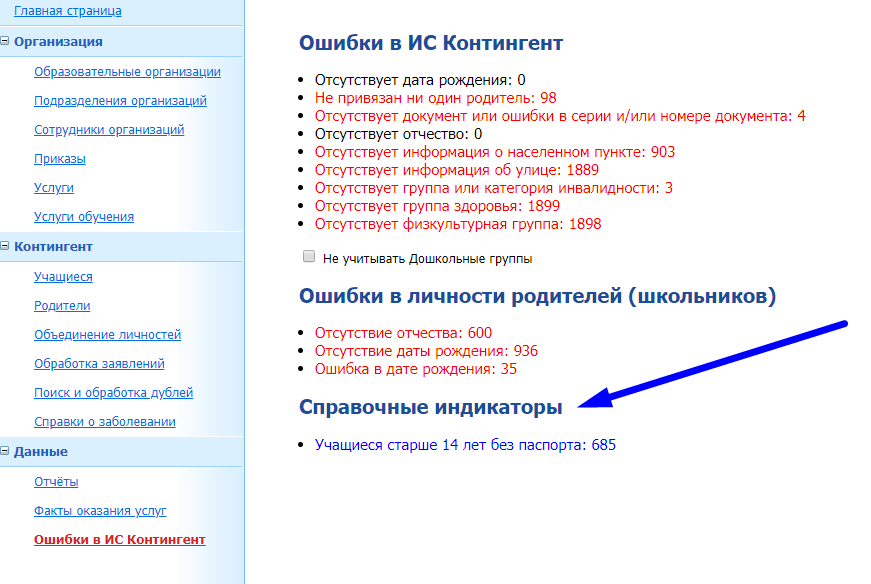 Главная страница
Организация
Образовательные организации
Подразделения организаций
Сотрудники организаций
Приказы
Услуги
Услуги обучения
Контингент
Учащиеся
Родители
Объединение личностей
Обработка заявлений
Поиск и обработка дублей
Справки о заболевании
Данные
Отчёты
Факты оказания услуг
Ошибки в ИС Контингент
Ошибки в ИС Контингент
Отсутствует дата рождения: 0
Не привязан ни один родитель: 98
Отсутствует документ или ошибки в серии и/или номере документа: 4
Отсутствует отчество: 0
Отсутствует информация о населенном пункте: 903
Отсутствует информация об улице: 1889
Отсутствует группа или категория инвалидности: 3
Отсутствует группа здоровья: 1899
Отсутствует физкультурная группа: 1898
Не учитывать Дошкольные группы
Ошибки в личности родителей (школьников)
Отсутствие отчества: 600
Отсутствие даты рождения: 936
Ошибка в дате рождения: 35
Справочные индикаторы
Учащиеся старше 14 лет без паспорта: 685